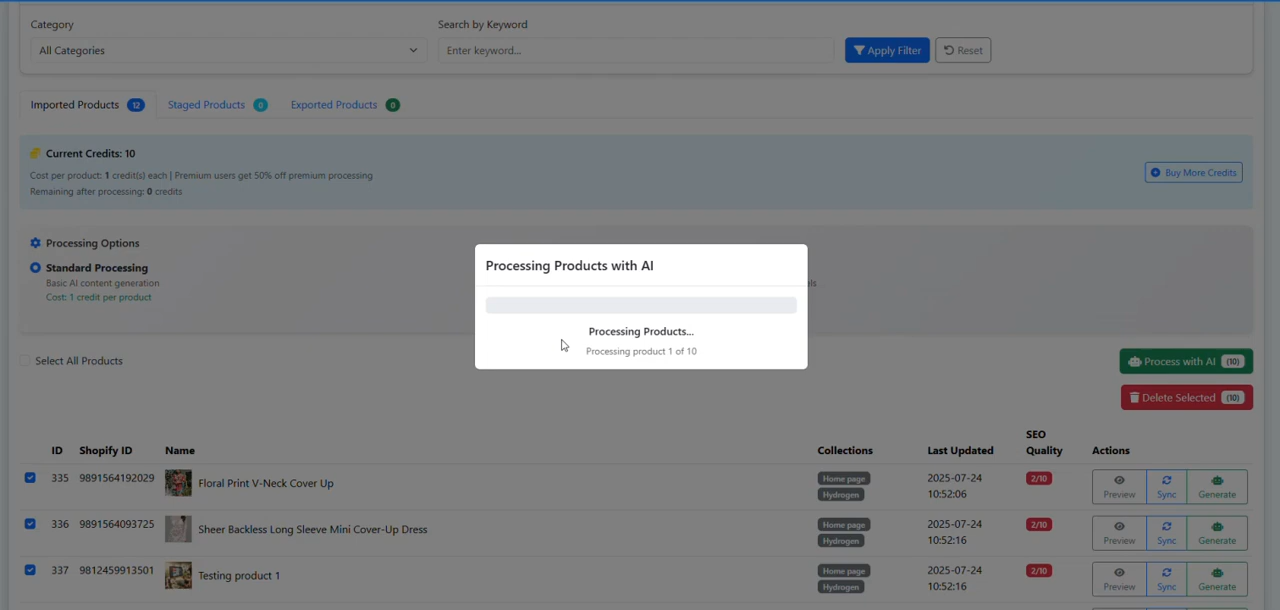 Category
Search by Keyword
All Categories
Enter keyword...
Apply Filter
Reset
Imported Products 12
Staged Products 0
Exported Products 0
Current Credits: 10
Cost per product: 1 credit(s) each | Premium users get 50% off premium processing
Remaining after processing: 0 credits
Buy More Credits
Processing Options
Standard Processing
Basic AI content generation
Cost: 1 credit per product
Processing Products with AI
Processing Products...
Processing product 1 of 10
Select All Products
Process with AI (10)
Delete Selected (10)
ID Shopify ID Name Collections Last Updated SEO Quality Actions
335 9891564192029 Floral Print V-Neck Cover Up Home page Hydrogen 2025-07-24 10:52:06 2/10 Preview Sync Generate
336 9891564093725 Sheer Backless Long Sleeve Mini Cover-Up Dress Home page Hydrogen 2025-07-24 10:52:16 2/10 Preview Sync Generate
337 9812459913501 Testing product 1 Home page Hydrogen 2025-07-24 10:52:16 2/10 Preview Sync Generate